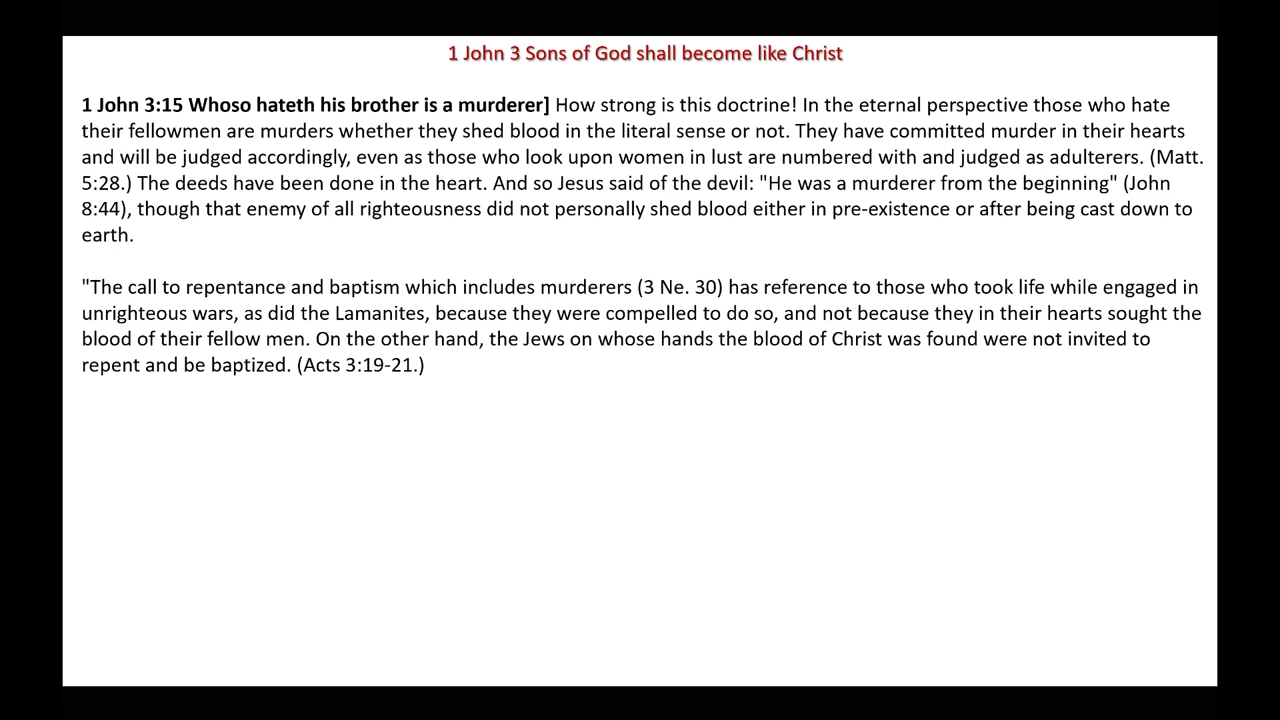 1 John 3 Sons of God shall become like Christ
1 John 3:15 Whoso hateth his brother is a murderer] How strong is this doctrine! In the eternal perspective those who hate
their fellowmen are murders whether they shed blood in the literal sense or not. They have committed murder in their hearts
and will be judged accordingly, even as those who look upon women in lust are numbered with and judged as adulterers. (Matt.
5:28.) The deeds have been done in the heart. And so Jesus said of the devil: "He was a murderer from the beginning" (John
8:44), though that enemy of all righteousness did not personally shed blood either in pre-existence or after being cast down to
earth.
"The call to repentance and baptism which includes murderers (3 Ne. 30) has reference to those who took life while engaged in
unrighteous wars, as did the Lamanites, because they were compelled to do so, and not because they in their hearts sought the
blood of their fellow men. On the other hand, the Jews on whose hands the blood of Christ was found were not invited to
repent and be baptized. (Acts 3:19-21.)